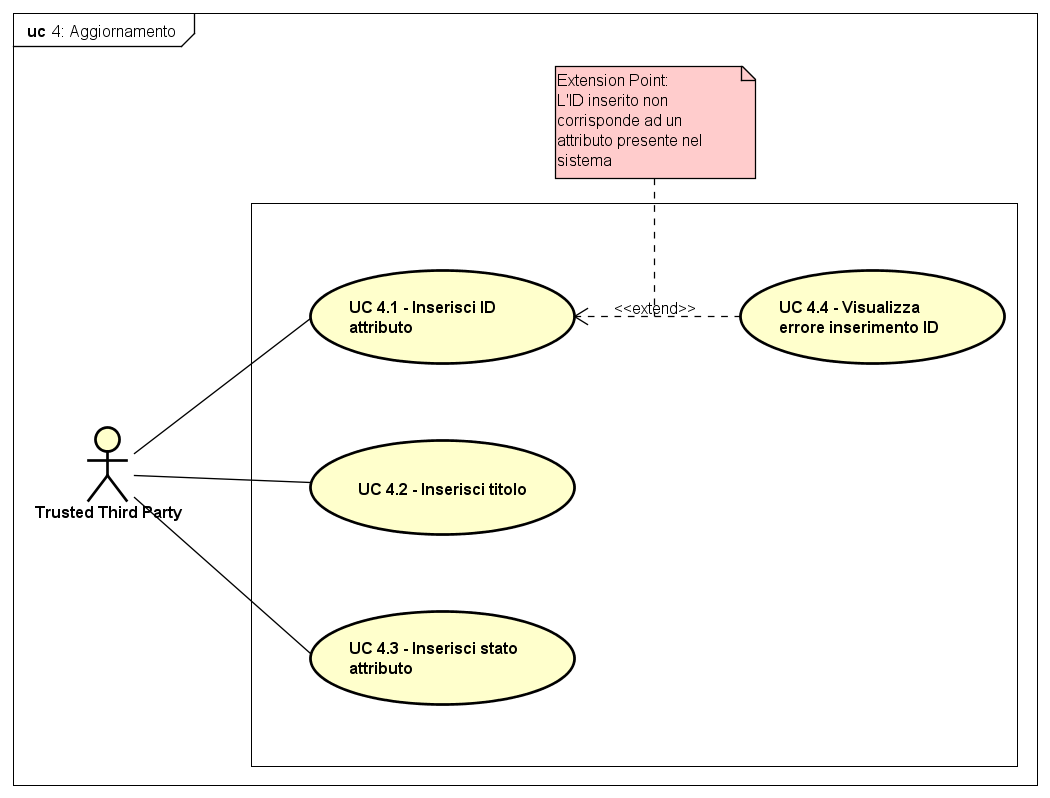 uc 4: Aggiornamento
Extension Point:
L'ID inserito non
corrisponde ad un
attributo presente nel
sistema
UC 4.1 - Inserisci ID
attributo
<<extend>>
UC 4.4 - Visualizza
errore inserimento ID
UC 4.2 - Inserisci titolo
Trusted Third Party
UC 4.3 - Inserisci stato
attributo